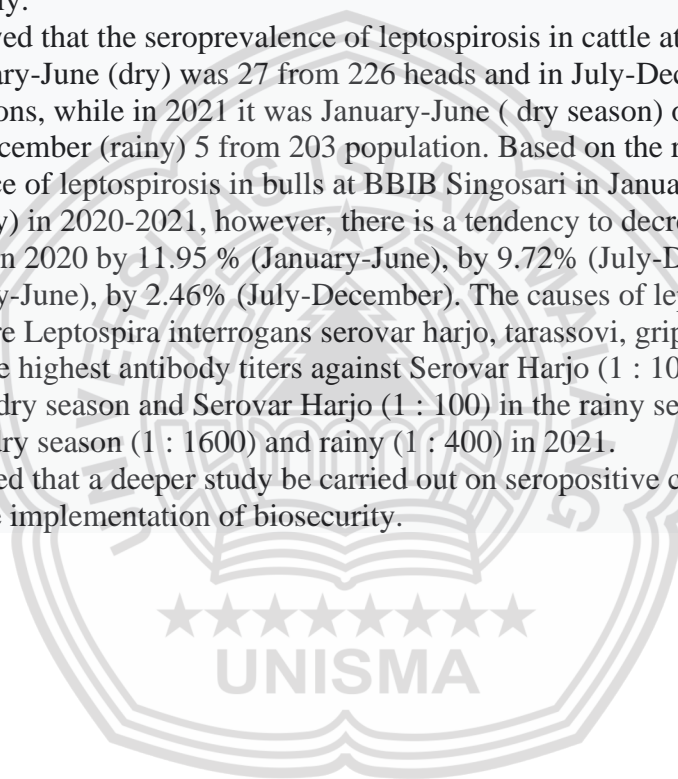 ved that the seroprevalence of leptospirosis in cattle at
ary-June (dry) was 27 from 226 heads and in July-Dec
ons, while in 2021 it was January-June ( dry season) o
cember (rainy) 5 from 203 population. Based on the r
ce of leptospirosis in bulls at BBIB Singosari in Janua
y) in 2020-2021, however, there is a tendency to decre
n 2020 by 11.95 % (January-June), by 9.72% (July-D
y-June), by 2.46% (July-December). The causes of lep
re Leptospira interrogans serovar harjo, tarassovi, grip
e highest antibody titers against Serovar Harjo (1 : 10
dry season and Serovar Harjo (1 : 100) in the rainy se
dry season (1 : 1600) and rainy (1 : 400) in 2021.
ed that a deeper study be carried out on seropositive c
e implementation of biosecurity.
UNISMA